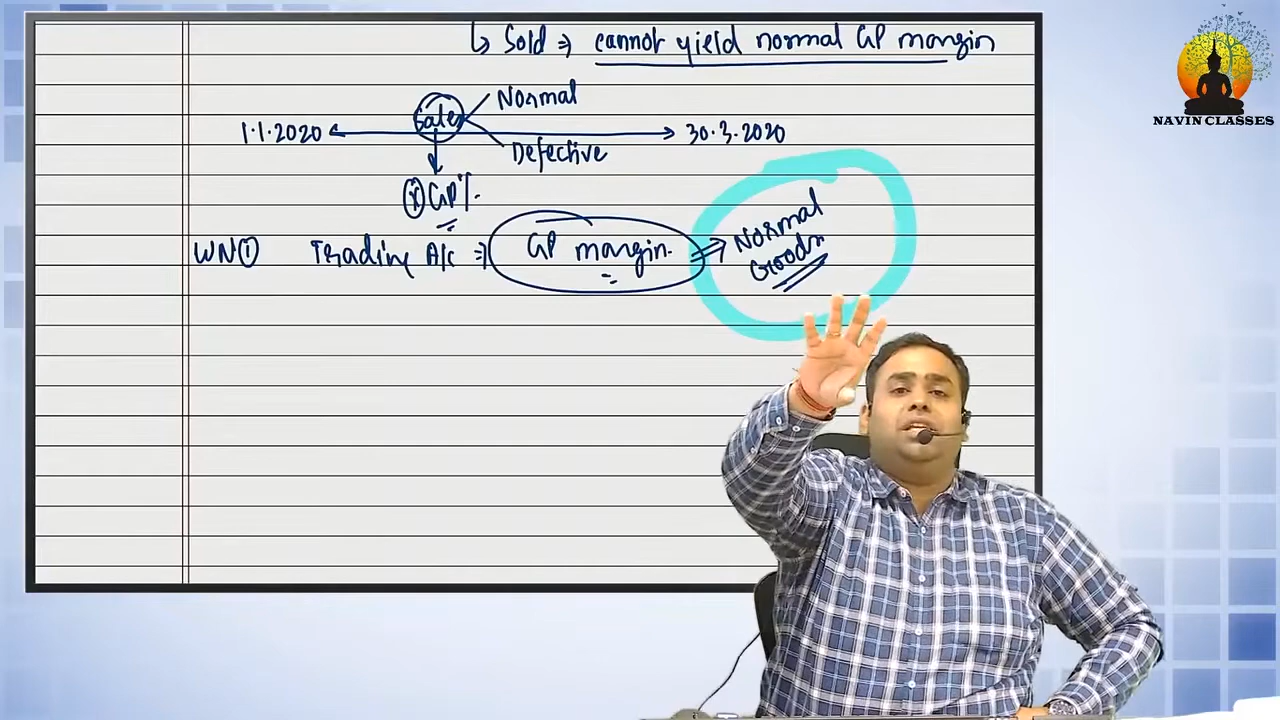 ↳ Sold ⇒ cannot yield normal GP margin
Normal
1.1.2020 Sales 30.3.2020
Defective
(x) GP%
WN① Trading A/c ⇒ GP margin. ⇒ Normal
Goods
NAVIN CLASSES